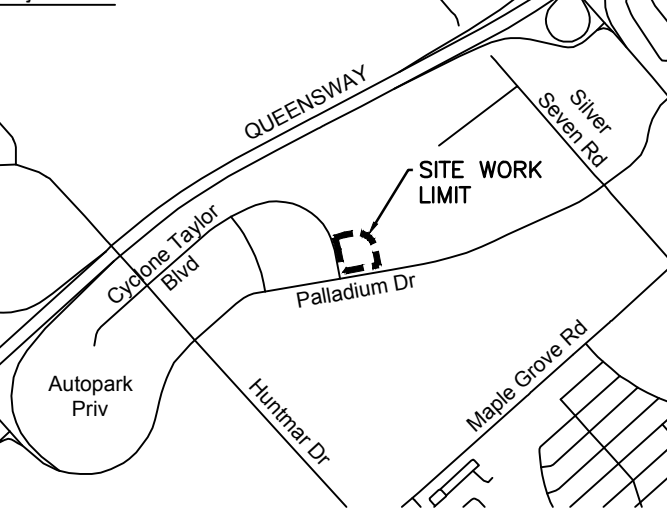 QUEENSWAY
Silver
Seven Rd
SITE WORK
LIMIT
Cyclone Taylor
Blvd
Palladium Dr
Maple Grove Rd
Autopark
Priv
Huntmar Dr